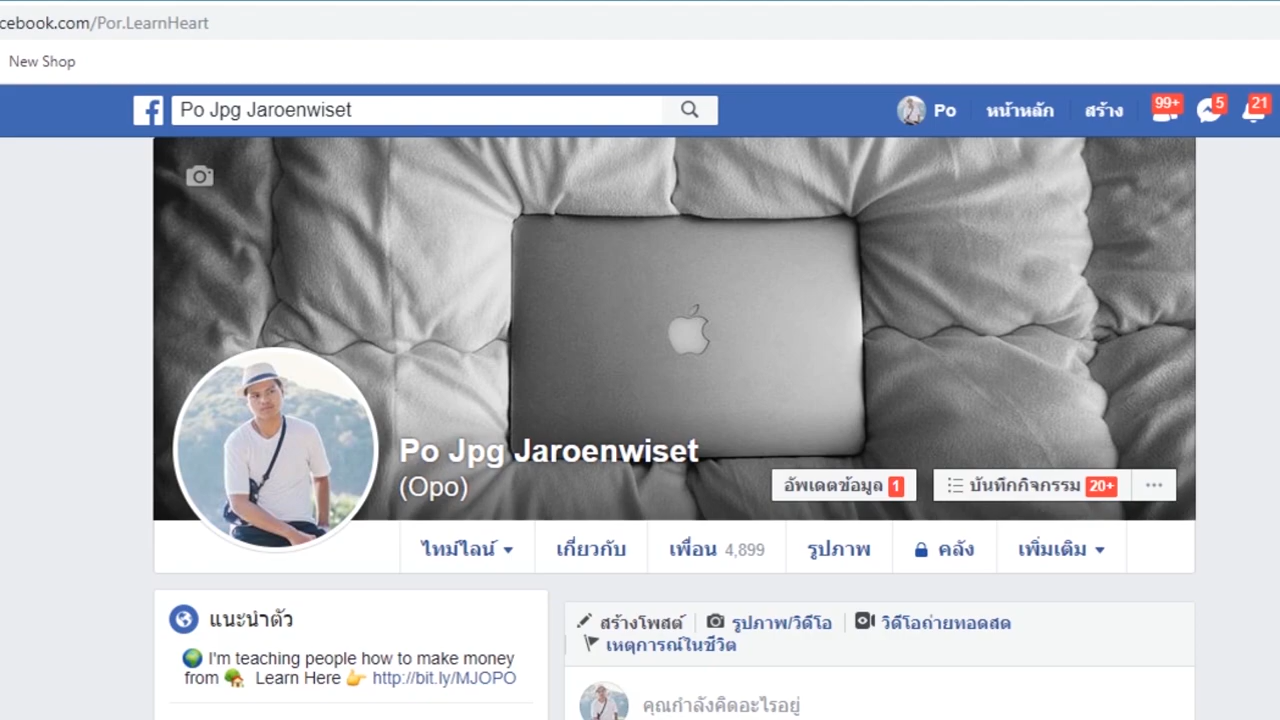 cebook.com/Por.LearnHeart
New Shop
Po Jpg Jaroenwiset
Po หน้าหลัก สร้าง 99+ 5 21
Po Jpg Jaroenwiset
(Opo)
อัพเดตข้อมูล 1 บันทึกกิจกรรม 20+
ไทม์ไลน์ เกี่ยวกับ เพื่อน 4,899 รูปภาพ คลัง เพิ่มเติม
แนะนำตัว
I'm teaching people how to make money
from Learn Here http://bit.ly/MJOPO
สร้างโพสต์ รูปภาพ/วิดีโอ วิดีโอถ่ายทอดสด
เหตุการณ์ในชีวิต
คุณกำลังคิดอะไรอยู่